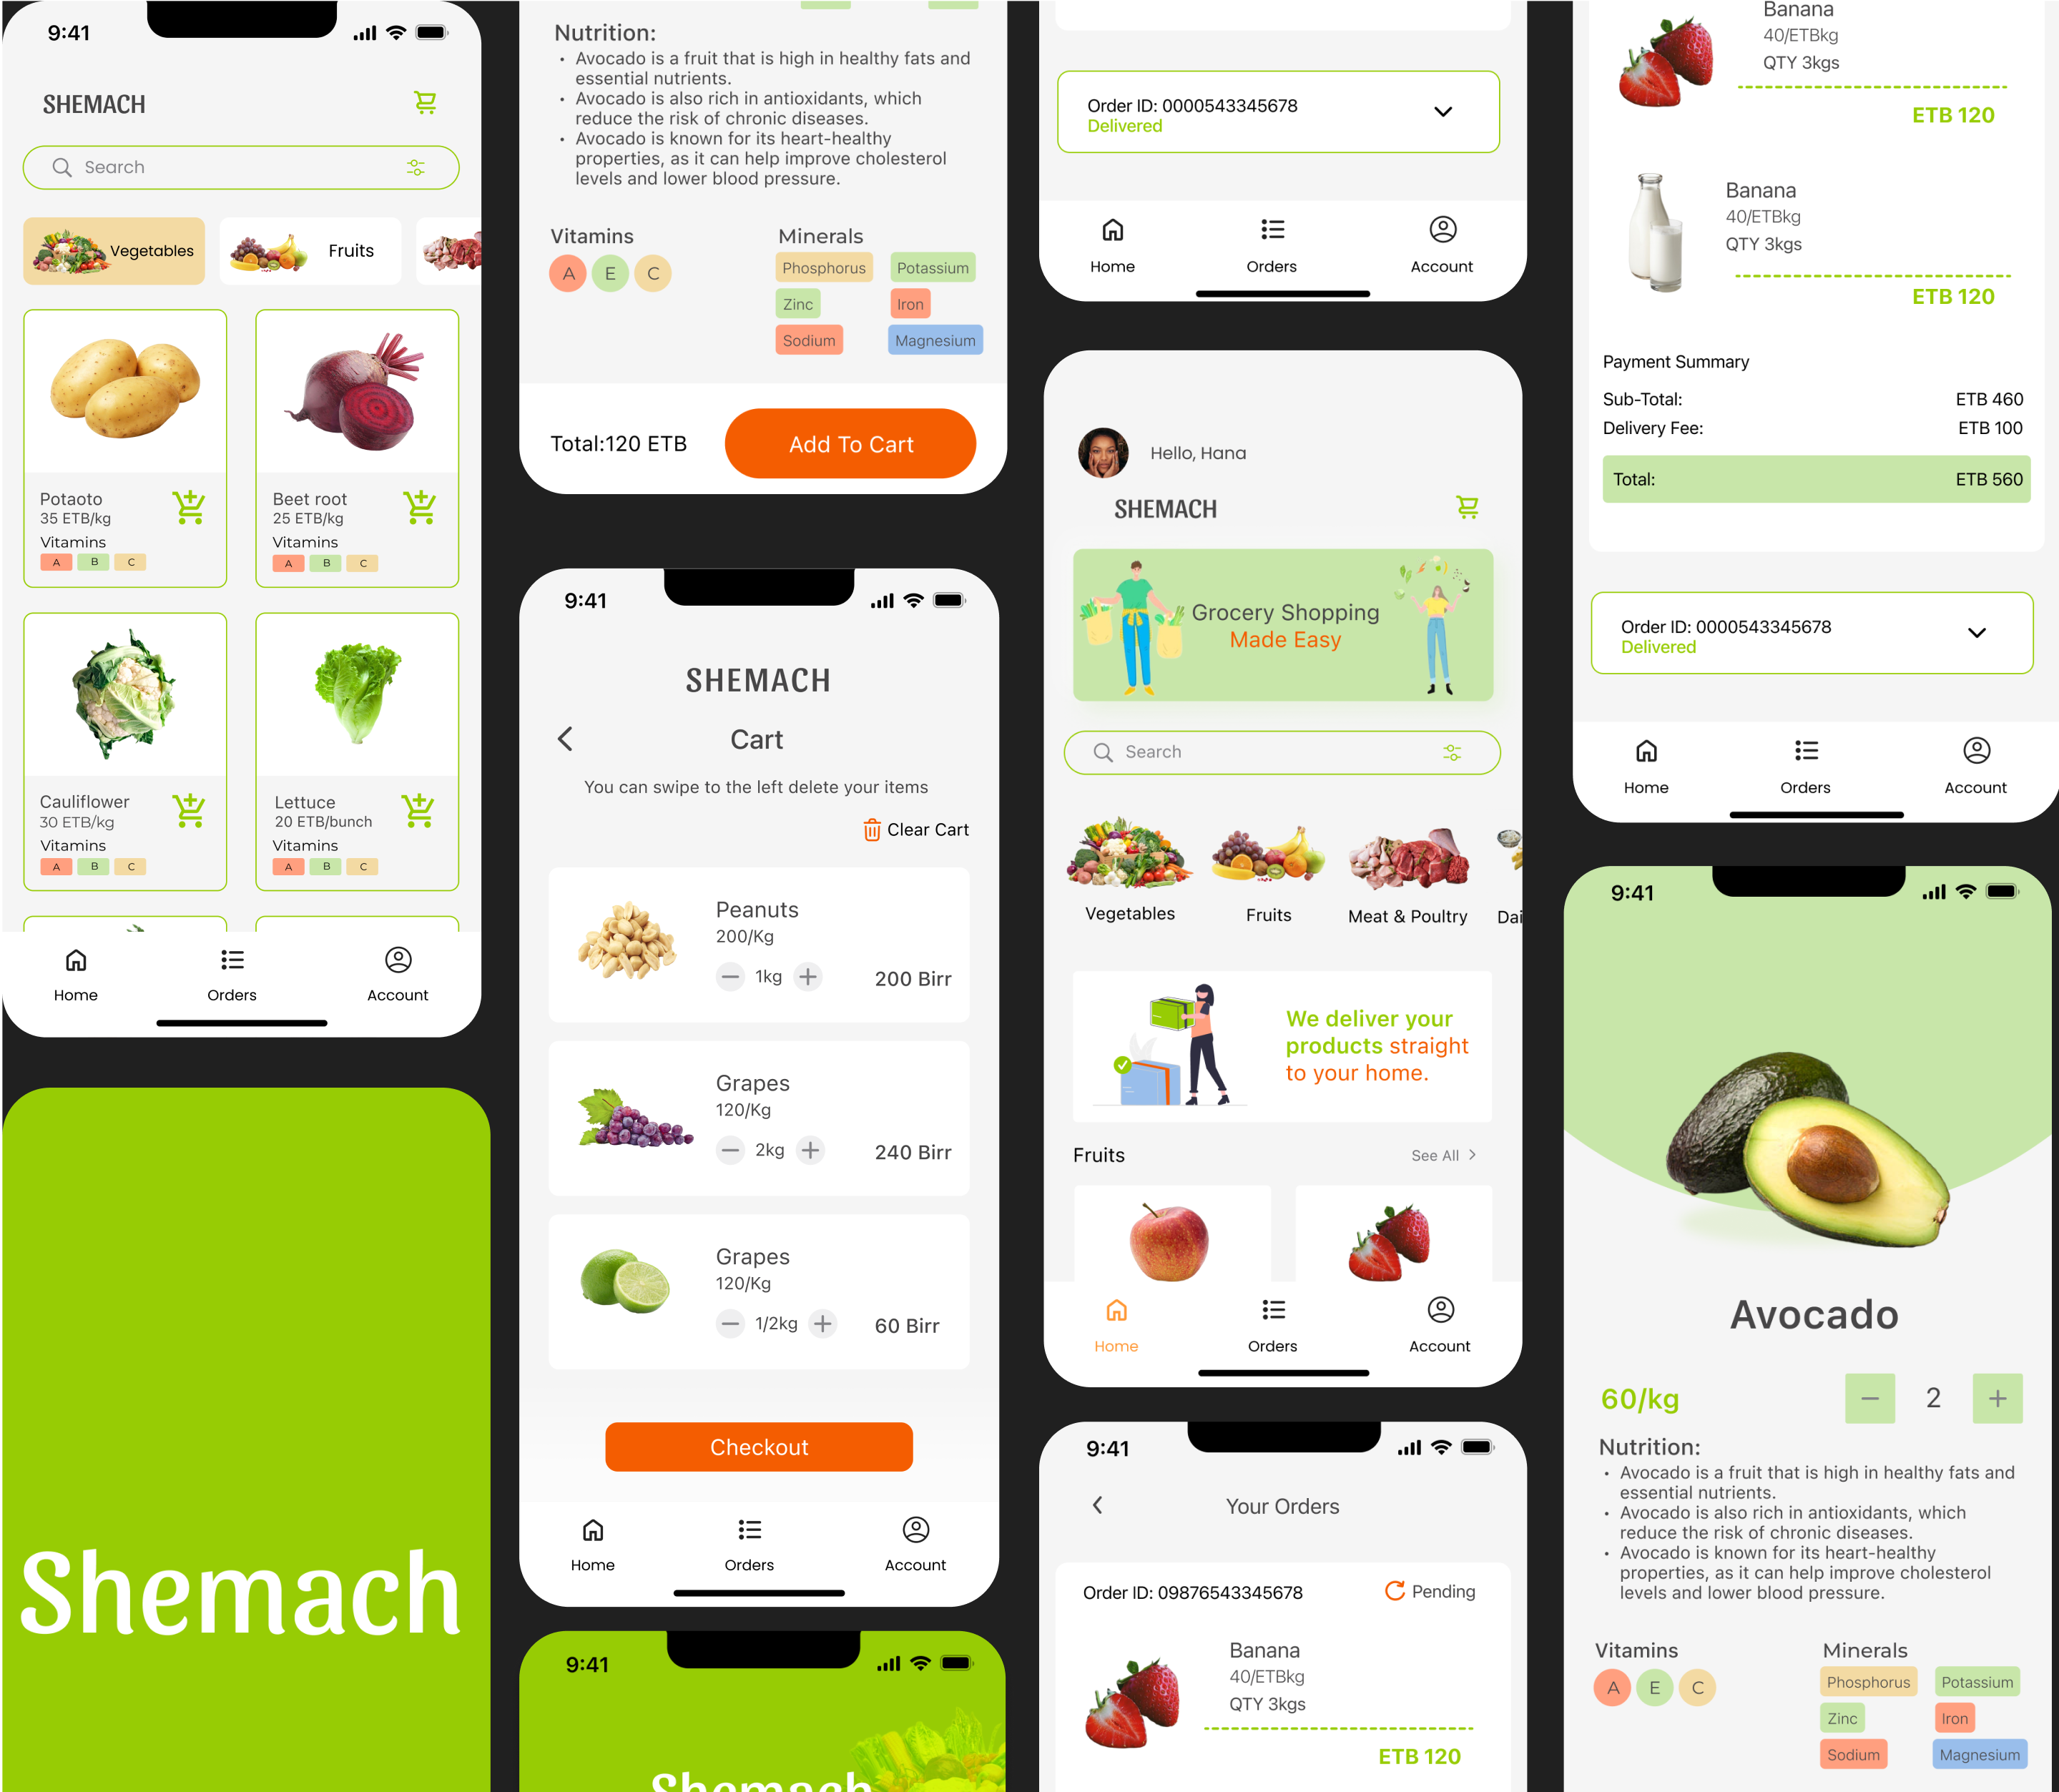 9:41
SHEMACH
Search
Vegetables
Fruits
Potaoto
35 ETB/kg
Vitamins
A B C
Beet root
25 ETB/kg
Vitamins
A B C
Cauliflower
30 ETB/kg
Vitamins
A B C
Lettuce
20 ETB/bunch
Vitamins
A B C
Home
Orders
Account
Shemach
Nutrition:
• Avocado is a fruit that is high in healthy fats and
essential nutrients.
• Avocado is also rich in antioxidants, which
reduce the risk of chronic diseases.
• Avocado is known for its heart-healthy
properties, as it can help improve cholesterol
levels and lower blood pressure.
Vitamins
A E C
Minerals
Phosphorus
Potassium
Zinc
Iron
Sodium
Magnesium
Total:120 ETB
Add To Cart
9:41
SHEMACH
Cart
You can swipe to the left delete your items
Clear Cart
Peanuts
200/Kg
1kg
200 Birr
Grapes
120/Kg
2kg
240 Birr
Grapes
120/Kg
1/2kg
60 Birr
Checkout
Home
Orders
Account
9:41
Shemach
Order ID: 0000543345678
Delivered
Home
Orders
Account
Hello, Hana
SHEMACH
Grocery Shopping
Made Easy
Search
Vegetables
Fruits
Meat & Poultry
Dai
We deliver your
products straight
to your home.
Fruits
See All
Home
Orders
Account
9:41
Your Orders
Order ID: 09876543345678
Pending
Banana
40/ETBkg
QTY 3kgs
ETB 120
Banana
40/ETBkg
QTY 3kgs
ETB 120
Banana
40/ETBkg
QTY 3kgs
ETB 120
Payment Summary
Sub-Total: ETB 460
Delivery Fee: ETB 100
Total: ETB 560
Order ID: 0000543345678
Delivered
Home
Orders
Account
9:41
Avocado
60/kg
2
Nutrition:
• Avocado is a fruit that is high in healthy fats and
essential nutrients.
• Avocado is also rich in antioxidants, which
reduce the risk of chronic diseases.
• Avocado is known for its heart-healthy
properties, as it can help improve cholesterol
levels and lower blood pressure.
Vitamins
A E C
Minerals
Phosphorus
Potassium
Zinc
Iron
Sodium
Magnesium